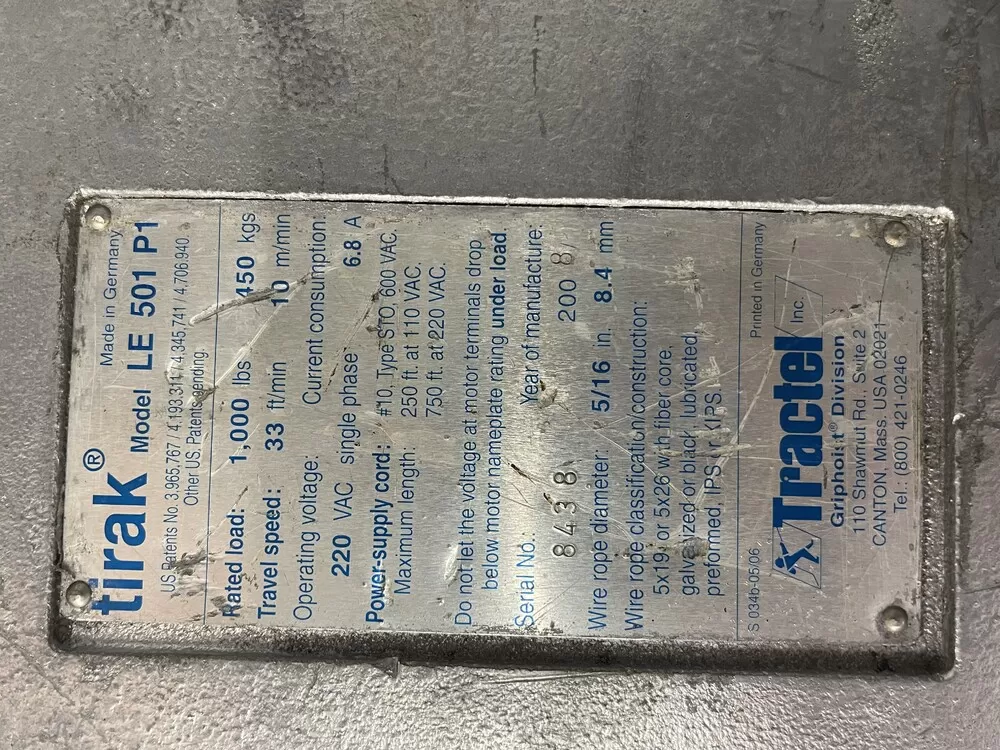 Made in Germany
tirak® Model LE 501 P1
US.Patents No. 3.965.767 / 4.193.311 / 4.345.741 / 4.706.940
Other US. Patents pending
Rated load: 1,000 lbs 450 kgs
Travel speed: 33 ft/min 10 m/min
Operating voltage: Current consumption:
220 VAC single phase 6.8 A
Power-supply cord: #10, Type STO, 600 VAC.
Maximum length: 250 ft. at 110 VAC.
750 ft. at 220 VAC.
Do not let the voltage at motor terminals drop
below motor nameplate rating under load.
Serial No.: Year of manufacture:
8438 200 8
Wire rope diameter: 5/16 in. 8.4 mm
Wire rope classification/construction:
5x19 or 5x26 with fiber core,
galvanized or black, lubricated,
preformed, IPS or XIPS.
S 034b-05/06 Printed in Germany
Tractel Inc.
Griphoist® Division
110 Shawmut Rd., Suite 2
CANTON, Mass. USA 02021
Tel.: (800) 421-0246